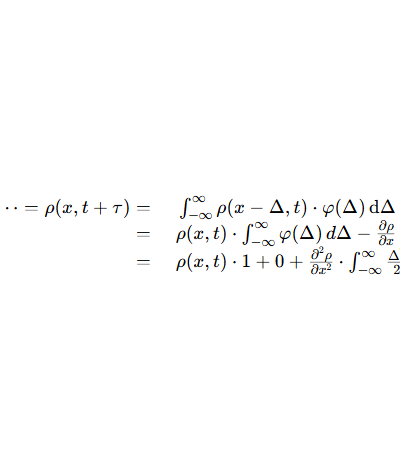 ·· = ρ(x, t + τ) = ∫_{-∞}^{∞} ρ(x − Δ, t) · φ(Δ) dΔ
= ρ(x, t) · ∫_{-∞}^{∞} φ(Δ) dΔ − ∂ρ/∂x
= ρ(x, t) · 1 + 0 + ∂²ρ/∂x² · ∫_{-∞}^{∞} Δ/2